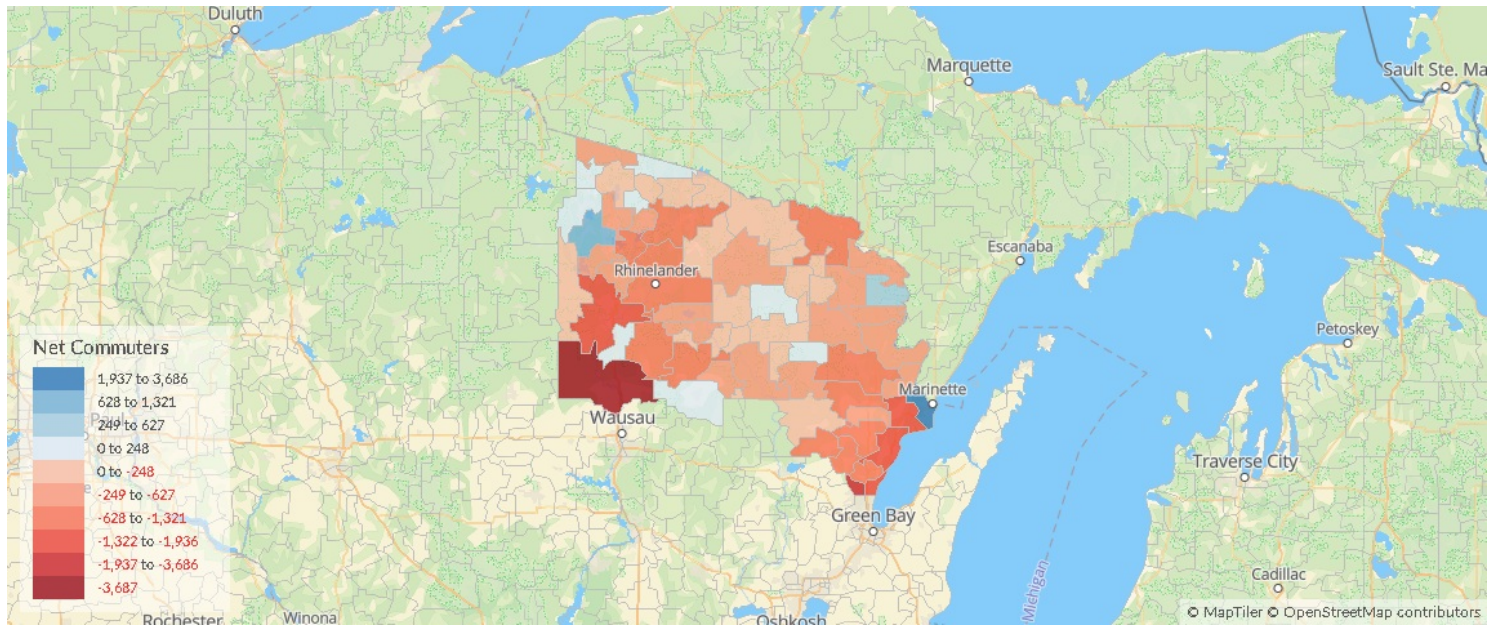 Duluth
Marquette
Sault Ste. Ma
Escanaba
Rhinelander
Petoskey
Net Commuters
1,937 to 3,686
628 to 1,321
249 to 627
0 to 248
0 to -248
-249 to -627
-628 to -1,321
-1,322 to -1,936
-1,937 to -3,686
-3,687
Marinette
Wausau
Traverse City
Green Bay
Michigan
Cadillac
Rochester
Winona
Oshkosh
© MapTiler © OpenStreetMap contributors